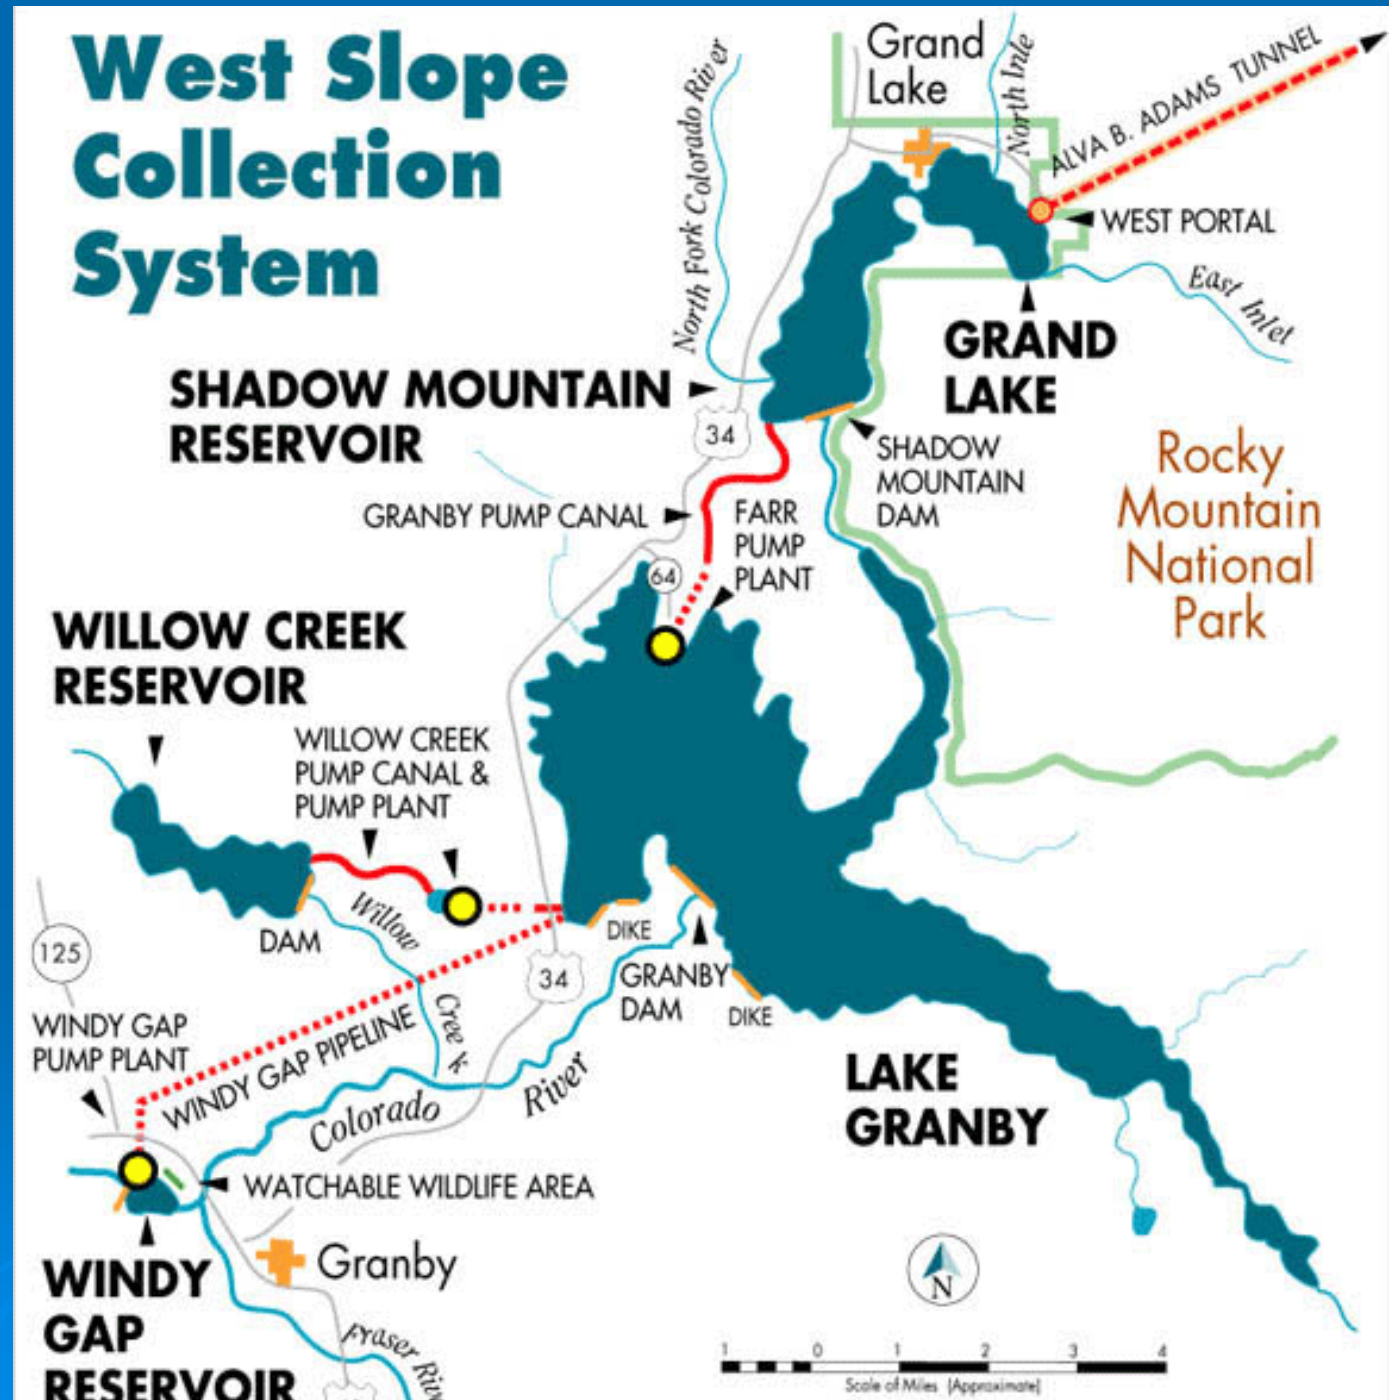 West Slope
Collection
System
Grand
Lake
North Inle
ALVA B. ADAMS TUNNEL
North Fork Colorado River
WEST PORTAL
East Inlet
GRAND
LAKE
SHADOW MOUNTAIN
RESERVOIR
34
SHADOW
MOUNTAIN
DAM
Rocky
Mountain
National
Park
GRANBY PUMP CANAL
FARR
PUMP
PLANT
64
WILLOW CREEK
RESERVOIR
WILLOW CREEK
PUMP CANAL &
PUMP PLANT
Willow
Creek
DAM
DIKE
125
34
GRANBY
DAM
DIKE
WINDY GAP
PUMP PLANT
WINDY GAP PIPELINE
Colorado
River
LAKE
GRANBY
WATCHABLE WILDLIFE AREA
Granby
N
WINDY
GAP
RESERVOIR
Fraser Riv
1 0 1 2 3 4
Scale of Miles (Approximate)